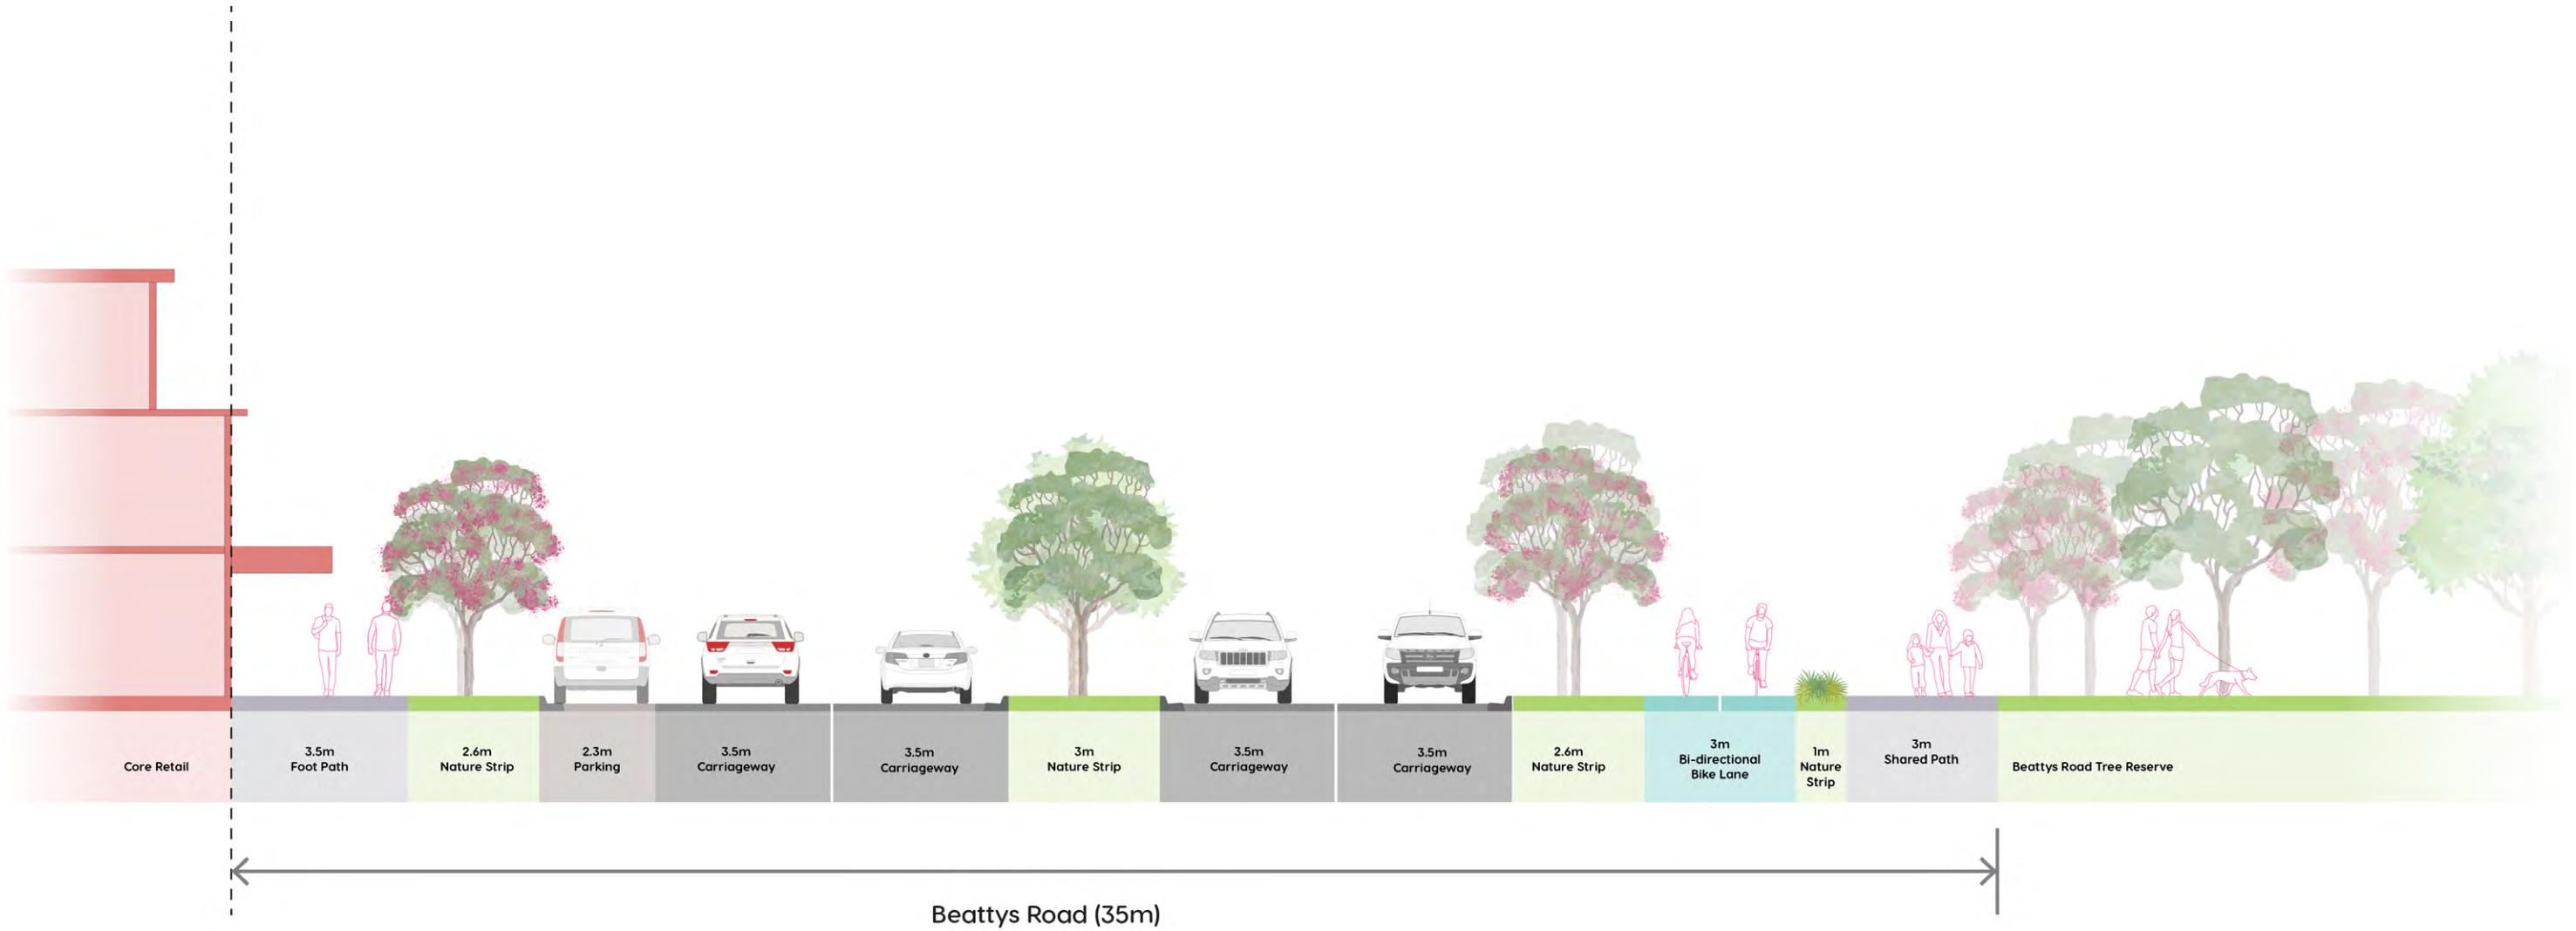 Core Retail
3.5m
Foot Path
2.6m
Nature Strip
2.3m
Parking
3.5m
Carriageway
3.5m
Carriageway
3m
Nature Strip
3.5m
Carriageway
3.5m
Carriageway
2.6m
Nature Strip
3m
Bi-directional
Bike Lane
1m
Nature
Strip
3m
Shared Path
Beattys Road Tree Reserve
Beattys Road (35m)